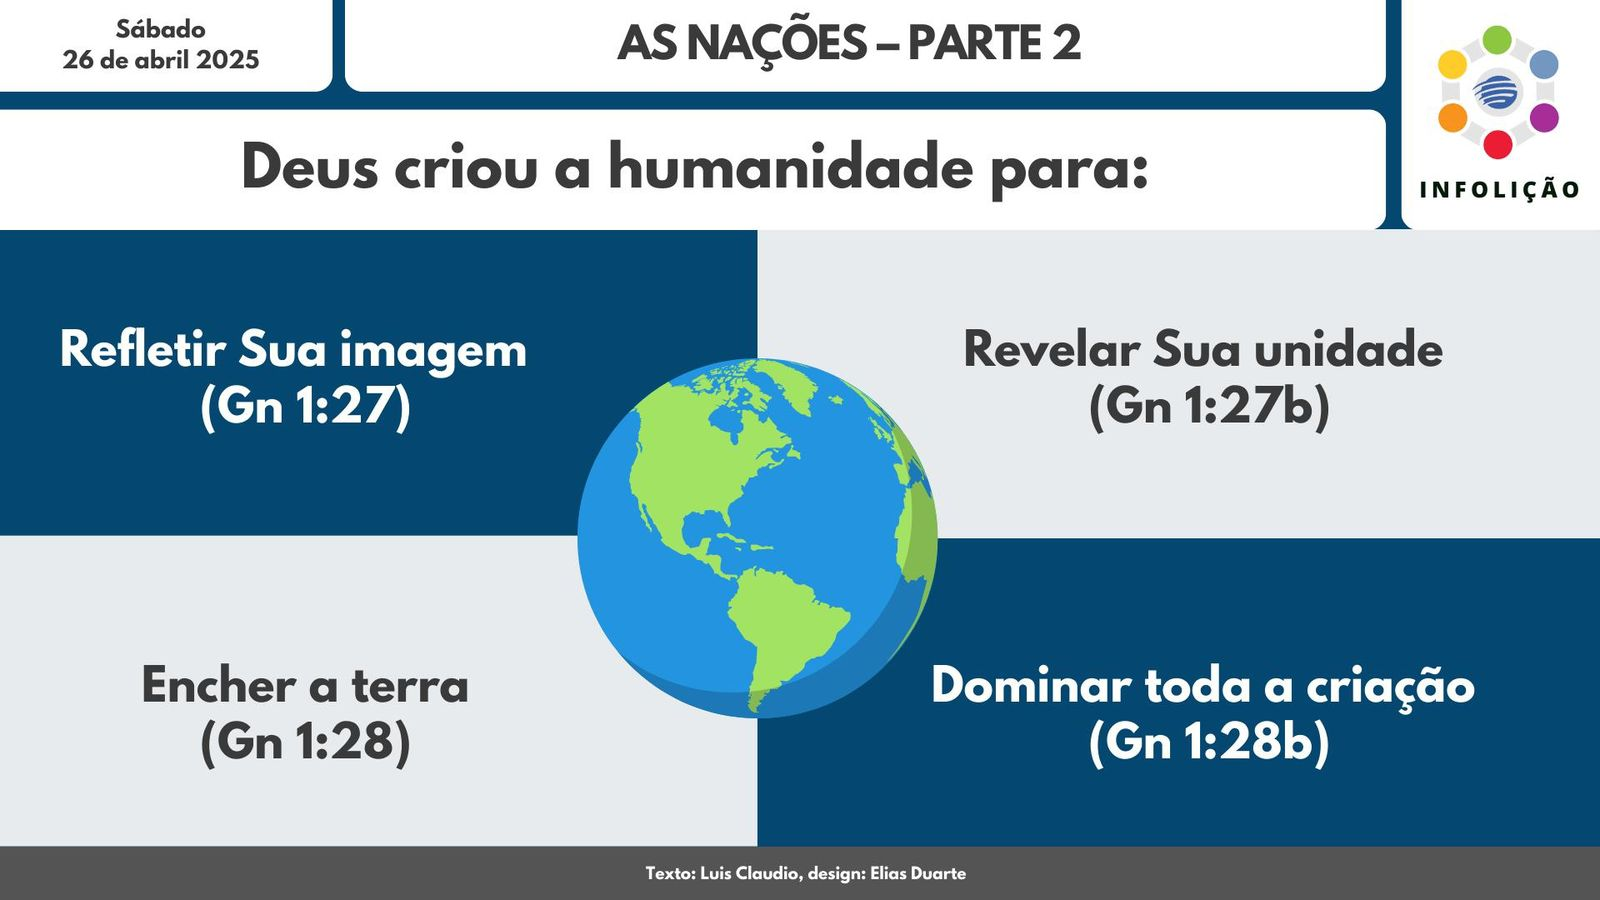 Sábado
26 de abril 2025
AS NAÇÕES – PARTE 2
INFOLIÇÃO
Deus criou a humanidade para:
Refletir Sua imagem
(Gn 1:27)
Revelar Sua unidade
(Gn 1:27b)
Encher a terra
(Gn 1:28)
Dominar toda a criação
(Gn 1:28b)
Texto: Luis Claudio, design: Elias Duarte